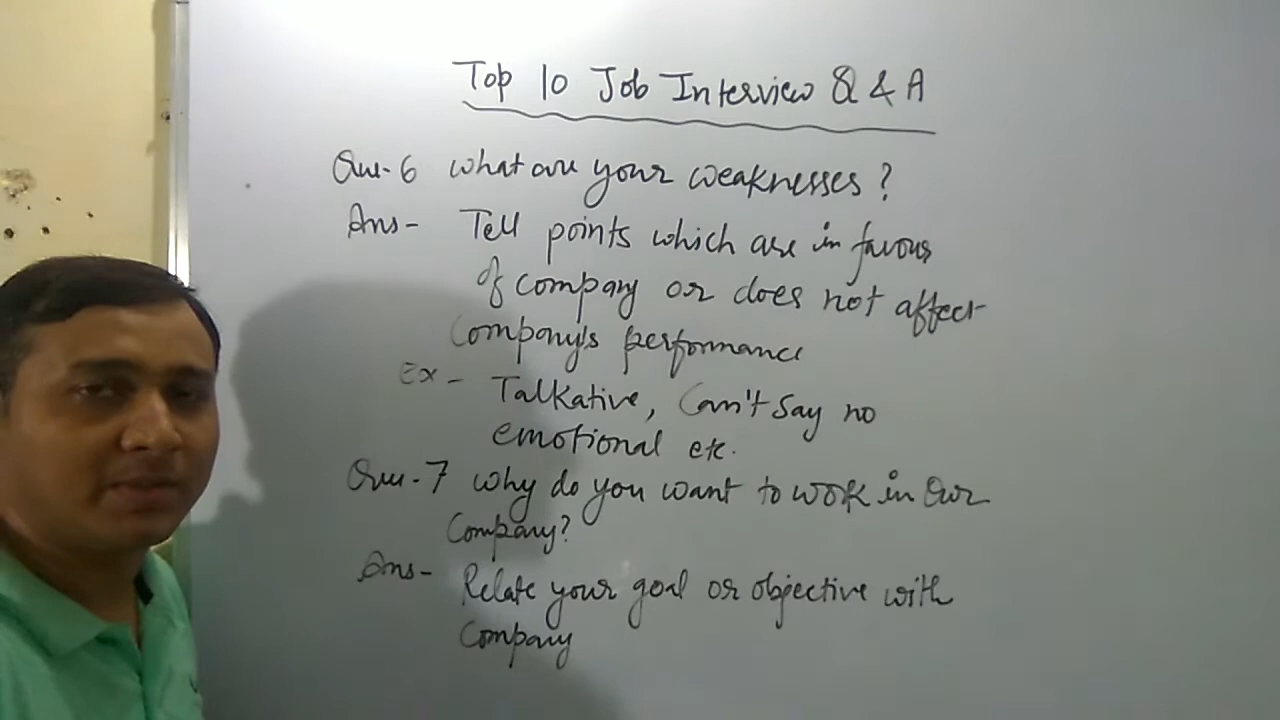 Top 10 Job Interview Q & A
Que-6 What are your weaknesses?
Ans- Tell points which are in favour
of company or does not affect
Company's performance
Ex- Talkative, Can't Say no
emotional etc.
Que-7 Why do you want to work in Our
Company?
Ans- Relate your goal or objective with
Company